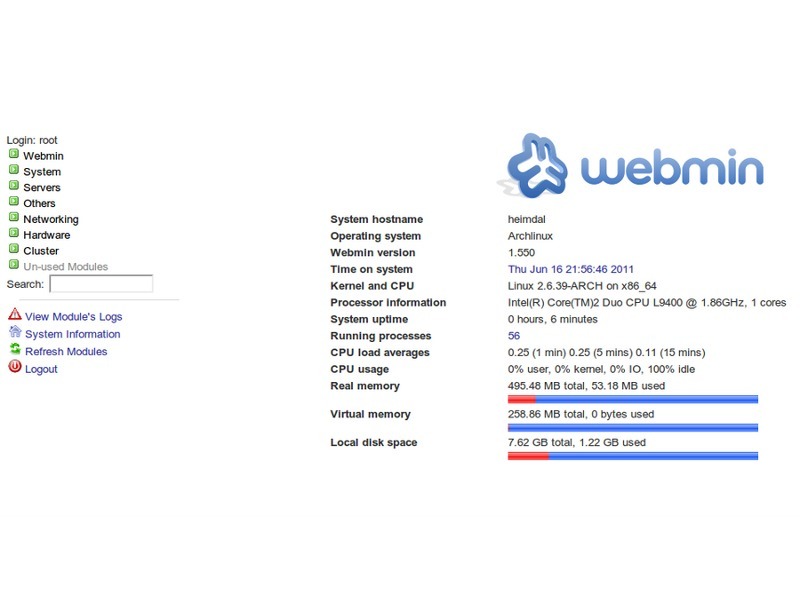 Login: root
Webmin
System
Servers
Others
Networking
Hardware
Cluster
Un-used Modules
Search:
View Module's Logs
System Information
Refresh Modules
Logout
webmin
System hostname heimdal
Operating system Archlinux
Webmin version 1.550
Time on system Thu Jun 16 21:56:46 2011
Kernel and CPU Linux 2.6.39-ARCH on x86_64
Processor information Intel(R) Core(TM)2 Duo CPU L9400 @ 1.86GHz, 1 cores
System uptime 0 hours, 6 minutes
Running processes 56
CPU load averages 0.25 (1 min) 0.25 (5 mins) 0.11 (15 mins)
CPU usage 0% user, 0% kernel, 0% IO, 100% idle
Real memory 495.48 MB total, 53.18 MB used
Virtual memory 258.86 MB total, 0 bytes used
Local disk space 7.62 GB total, 1.22 GB used